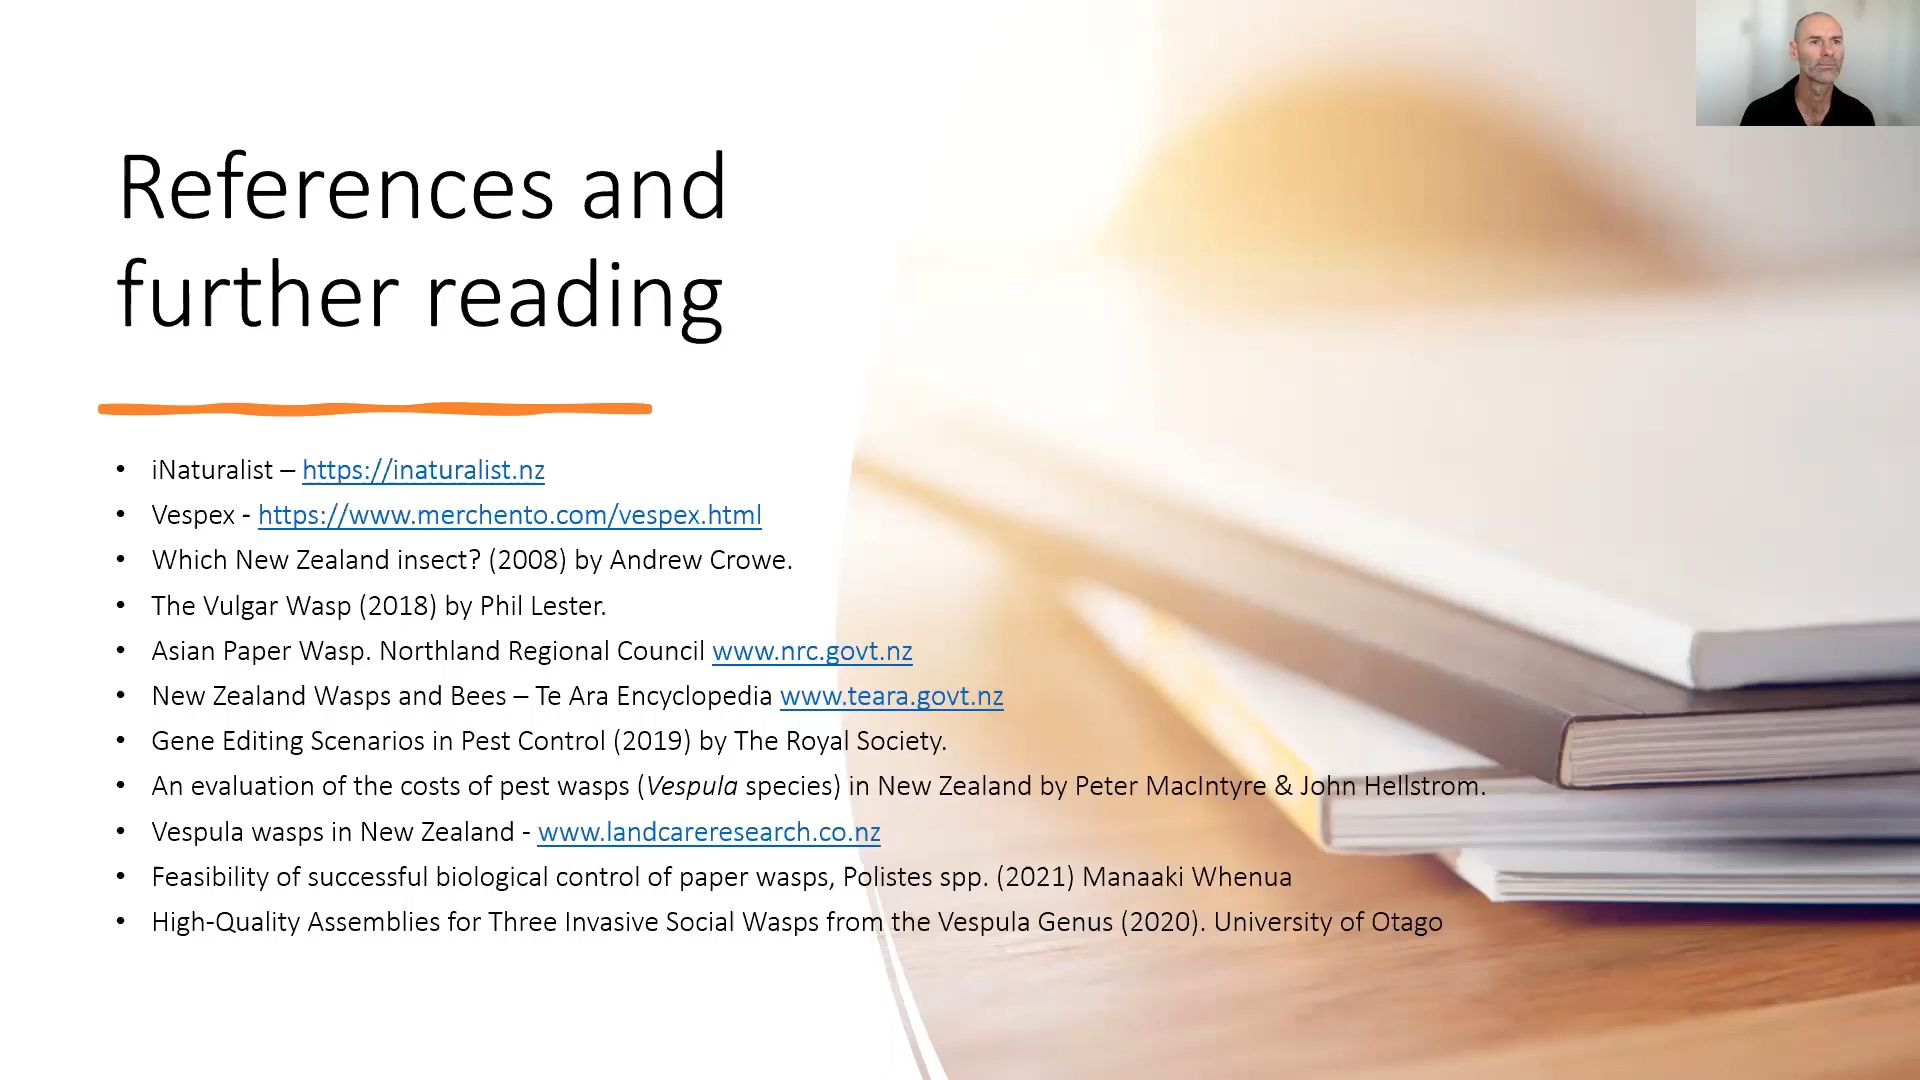 References and
further reading
• iNaturalist – https://inaturalist.nz
• Vespex - https://www.merchento.com/vespex.html
• Which New Zealand insect? (2008) by Andrew Crowe.
• The Vulgar Wasp (2018) by Phil Lester.
• Asian Paper Wasp. Northland Regional Council www.nrc.govt.nz
• New Zealand Wasps and Bees – Te Ara Encyclopedia www.teara.govt.nz
• Gene Editing Scenarios in Pest Control (2019) by The Royal Society.
• An evaluation of the costs of pest wasps (Vespula species) in New Zealand by Peter MacIntyre & John Hellstrom.
• Vespula wasps in New Zealand - www.landcareresearch.co.nz
• Feasibility of successful biological control of paper wasps, Polistes spp. (2021) Manaaki Whenua
• High-Quality Assemblies for Three Invasive Social Wasps from the Vespula Genus (2020). University of Otago